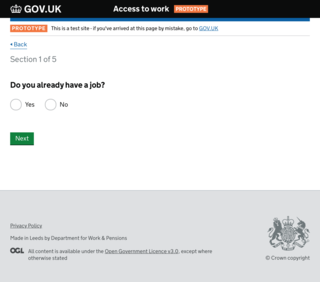 GOV.UK Access to work PROTOTYPE
PROTOTYPE This is a test site - if you've arrived at this page by mistake, go to GOV.UK
Back
Section 1 of 5
Do you already have a job?
Yes No
Next
Privacy Policy
Made in Leeds by Department for Work & Pensions
OGL All content is available under the Open Government Licence v3.0, except where
otherwise stated
© Crown copyright